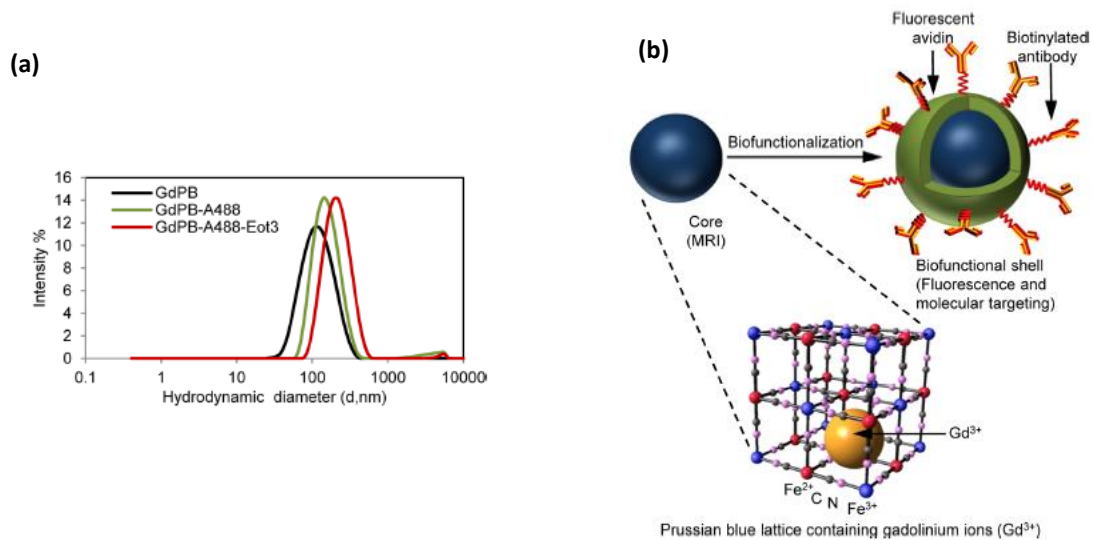 (a)
16
14
12
10
8
6
4
2
0
Intensity %
GdPB
GdPB-A488
GdPB-A488-Eot3
0.1
1
10
100
1000
10000
Hydrodynamic diameter (d,nm)
(b)
Fluorescent
avidin
Biotinylated
antibody
Biofunctionalization
Core
(MRI)
Biofunctional shell
(Fluorescence and
molecular targeting)
Gd³⁺
Fe²⁺
C
N
Fe³⁺
Prussian blue lattice containing gadolinium ions (Gd³⁺)